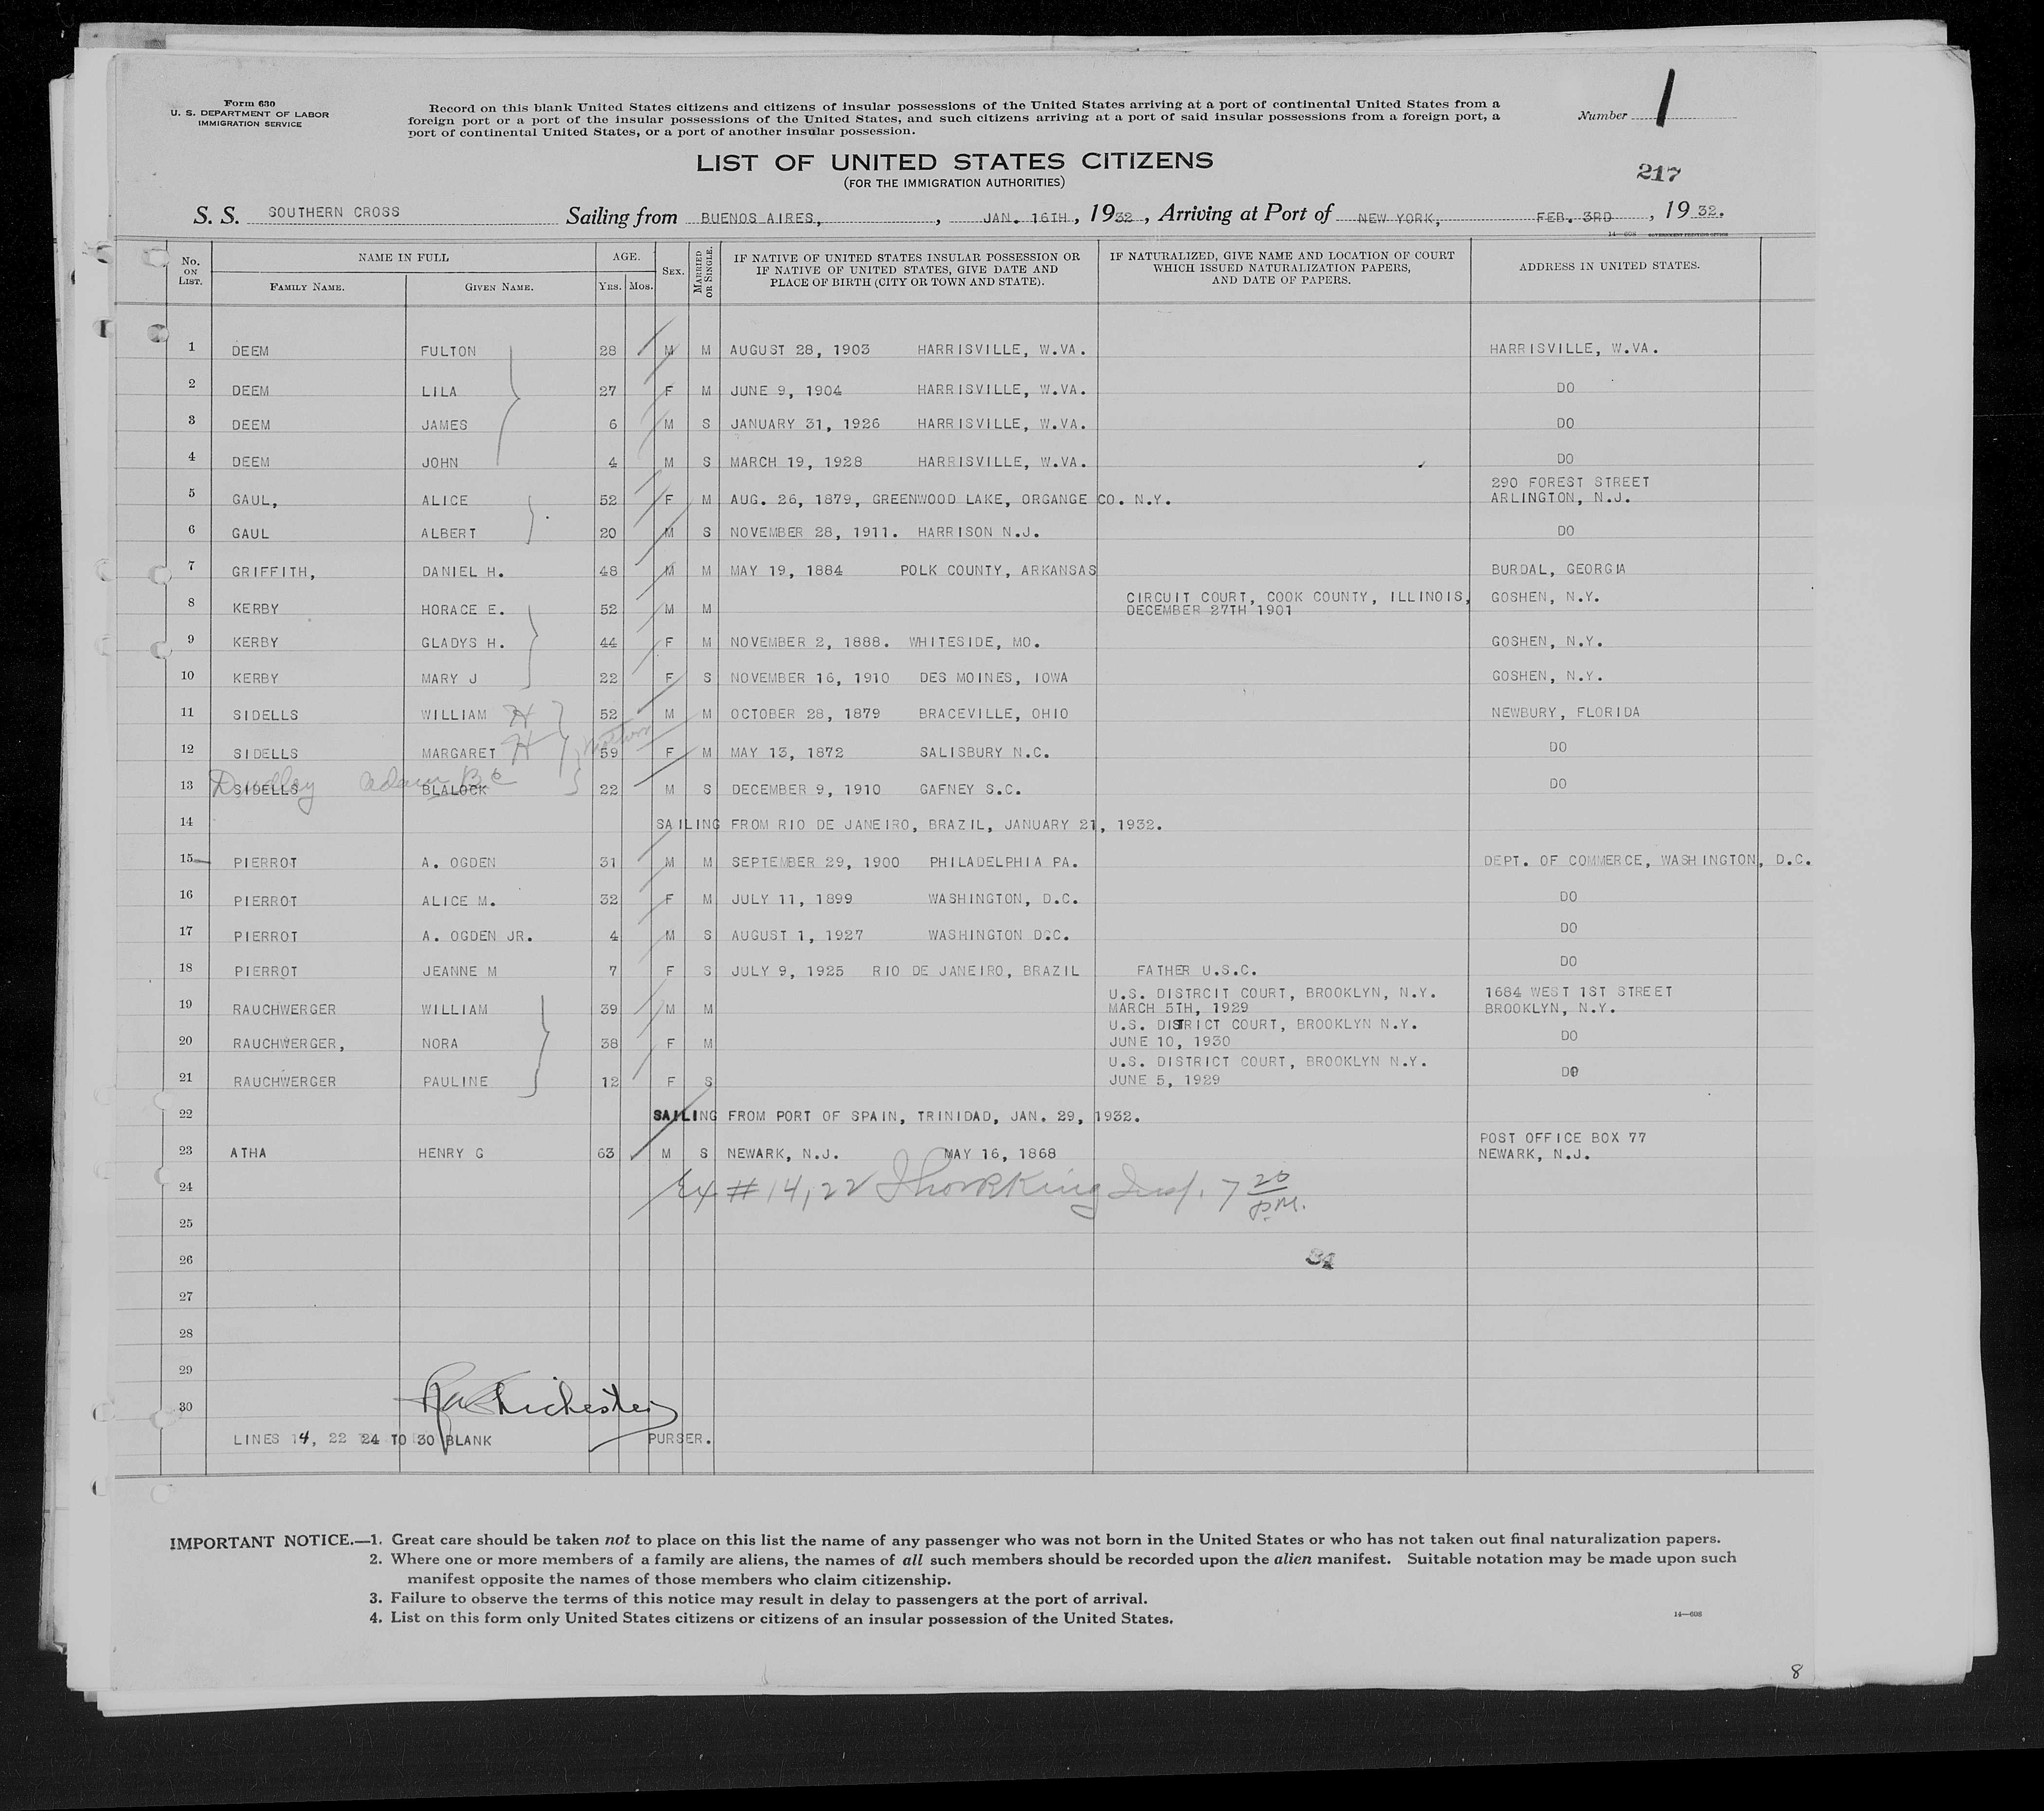 Form 630
U. S. DEPARTMENT OF LABOR
IMMIGRATION SERVICE
Record on this blank United States citizens and citizens of insular possessions of the United States arriving at a port of continental United States from a
foreign port or a port of the insular possessions of the United States, and such citizens arriving at a port of said insular possessions from a foreign port, a
port of continental United States, or a port of another insular possession.
Number 1
LIST OF UNITED STATES CITIZENS
(FOR THE IMMIGRATION AUTHORITIES)
217
S. S. SOUTHERN CROSS Sailing from BUENOS AIRES, , JAN. 16TH, 1932, Arriving at Port of NEW YORK, FEB. 3RD, 1932.
14—608 GOVERNMENT PRINTING OFFICE
No. ON LIST. NAME IN FULL FAMILY NAME. GIVEN NAME. AGE. YRS. MOS. SEX. MARRIED OR SINGLE. IF NATIVE OF UNITED STATES INSULAR POSSESSION OR IF NATIVE OF UNITED STATES, GIVE DATE AND PLACE OF BIRTH (CITY OR TOWN AND STATE). IF NATURALIZED, GIVE NAME AND LOCATION OF COURT WHICH ISSUED NATURALIZATION PAPERS, AND DATE OF PAPERS. ADDRESS IN UNITED STATES.
1 DEEM FULTON 28 M M AUGUST 28, 1903 HARRISVILLE, W.VA. HARRISVILLE, W.VA.
2 DEEM LILA 27 F M JUNE 9, 1904 HARRISVILLE, W.VA. DO
3 DEEM JAMES 6 M S JANUARY 31, 1926 HARRISVILLE, W.VA. DO
4 DEEM JOHN 4 M S MARCH 19, 1928 HARRISVILLE, W.VA. DO
5 GAUL, ALICE 52 F M AUG. 26, 1879, GREENWOOD LAKE, ORGANGE CO. N.Y. 290 FOREST STREET ARLINGTON, N.J.
6 GAUL ALBERT 20 M S NOVEMBER 28, 1911. HARRISON N.J. DO
7 GRIFFITH, DANIEL H. 48 M M MAY 19, 1884 POLK COUNTY, ARKANSAS BURDAL, GEORGIA
8 KERBY HORACE E. 52 M M CIRCUIT COURT, COOK COUNTY, ILLINOIS, DECEMBER 27TH 1901 GOSHEN, N.Y.
9 KERBY GLADYS H. 44 F M NOVEMBER 2, 1888. WHITESIDE, MO. GOSHEN, N.Y.
10 KERBY MARY J 22 F S NOVEMBER 16, 1910 DES MOINES, IOWA GOSHEN, N.Y.
11 SIDELLS WILLIAM H 52 M M OCTOBER 28, 1879 BRACEVILLE, OHIO NEWBURY, FLORIDA
12 SIDELLS MARGARET H 59 F M MAY 13, 1872 SALISBURY N.C. DO
13 SIDELLS Dudley BLALOCK Adam 22 M S DECEMBER 9, 1910 GAFNEY S.C. DO
14 SAILING FROM RIO DE JANEIRO, BRAZIL, JANUARY 21, 1932.
15 PIERROT A. OGDEN 31 M M SEPTEMBER 29, 1900 PHILADELPHIA PA. DEPT. OF COMMERCE, WASHINGTON, D.C.
16 PIERROT ALICE M. 32 F M JULY 11, 1899 WASHINGTON, D.C. DO
17 PIERROT A. OGDEN JR. 4 M S AUGUST 1, 1927 WASHINGTON D.C. DO
18 PIERROT JEANNE M 7 F S JULY 9, 1925 RIO DE JANEIRO, BRAZIL FATHER U.S.C. DO
19 RAUCHWERGER WILLIAM 39 M M U.S. DISTRCIT COURT, BROOKLYN, N.Y. MARCH 5TH, 1929 1684 WEST 1ST STREET BROOKLYN, N.Y.
20 RAUCHWERGER, NORA 38 F M U.S. DISTRICT COURT, BROOKLYN N.Y. JUNE 10, 1930 DO
21 RAUCHWERGER PAULINE 12 F S U.S. DISTRICT COURT, BROOKLYN N.Y. JUNE 5, 1929 DO
22 SAILING FROM PORT OF SPAIN, TRINIDAD, JAN. 29, 1932.
23 ATHA HENRY G 63 M S NEWARK, N.J. MAY 16, 1868 POST OFFICE BOX 77 NEWARK, N.J.
24 Ex # 14, 22 Insp. 7 20 P.M.
25
26
27
28
29
30
LINES 14, 22 24 TO 30 BLANK PURSER.
IMPORTANT NOTICE.—1. Great care should be taken not to place on this list the name of any passenger who was not born in the United States or who has not taken out final naturalization papers.
2. Where one or more members of a family are aliens, the names of all such members should be recorded upon the alien manifest. Suitable notation may be made upon such
manifest opposite the names of those members who claim citizenship.
3. Failure to observe the terms of this notice may result in delay to passengers at the port of arrival.
4. List on this form only United States citizens or citizens of an insular possession of the United States.
14—608
8